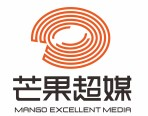 芒果超媒
MANGO EXCELLENT MEDIA